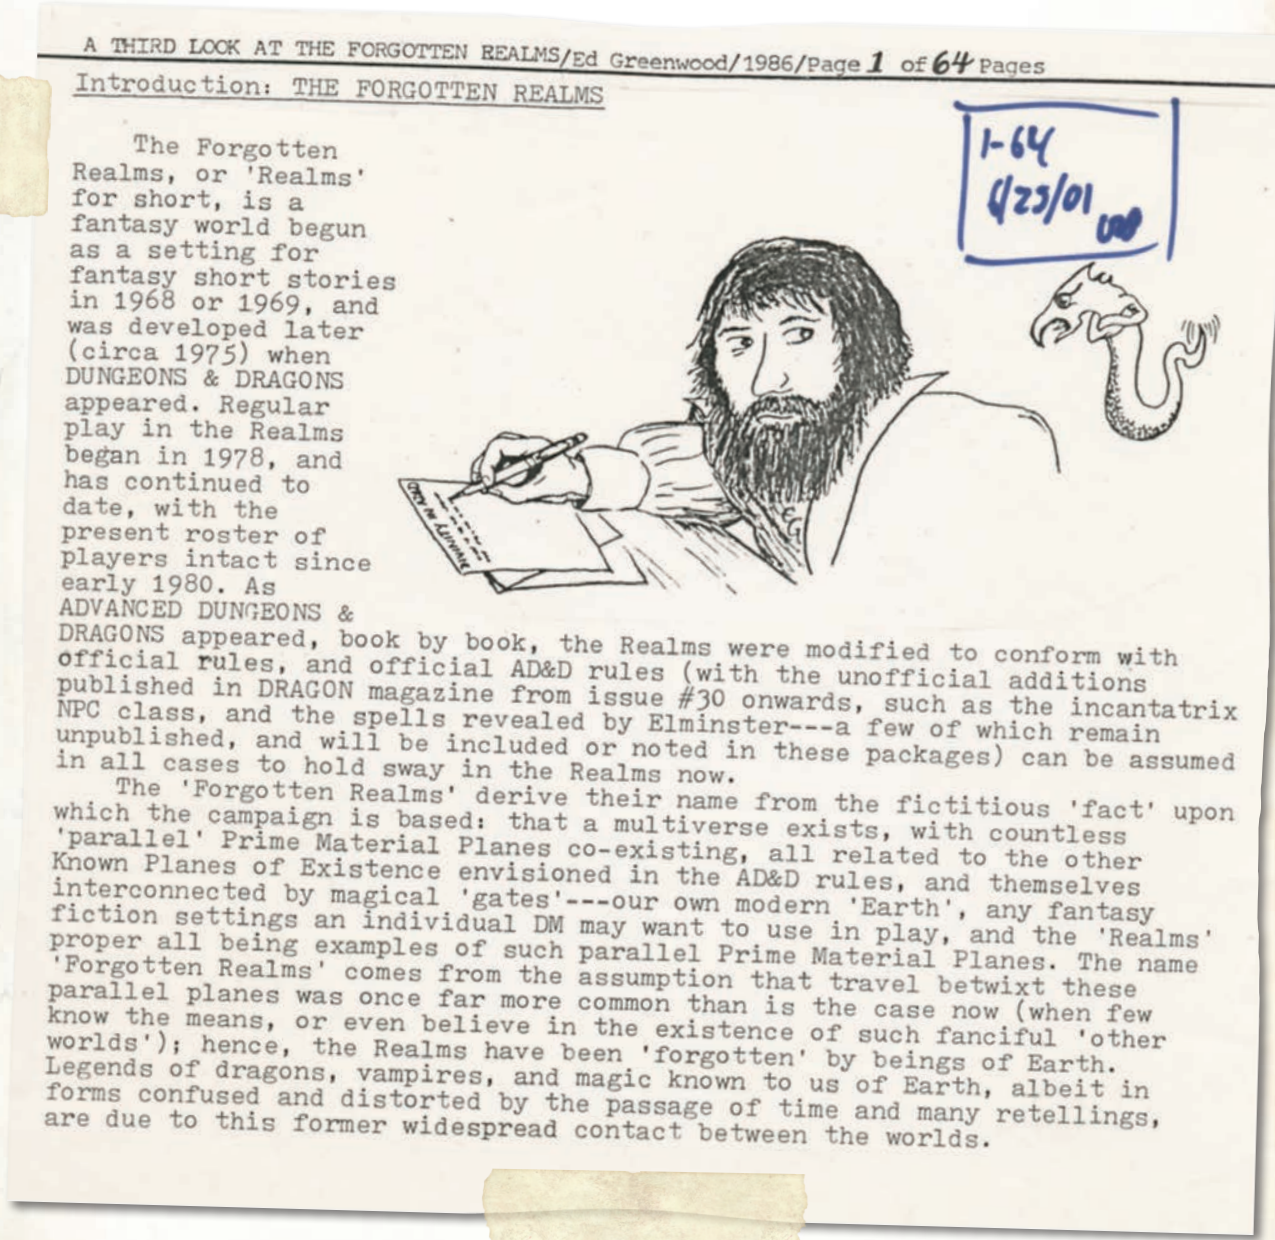 A THIRD LOOK AT THE FORGOTTEN REALMS/Ed Greenwood/1986/Page 1 of 64 Pages
Introduction: THE FORGOTTEN REALMS
1-64
6/23/01
The Forgotten
Realms, or 'Realms'
for short, is a
fantasy world begun
as a setting for
fantasy short stories
in 1968 or 1969, and
was developed later
(circa 1975) when
DUNGEONS & DRAGONS
appeared. Regular
play in the Realms
began in 1978, and
has continued to
date, with the
present roster of
players intact since
early 1980. As
ADVANCED DUNGEONS &
DRAGONS appeared, book by book, the Realms were modified to conform with
official rules, and official AD&D rules (with the unofficial additions
published in DRAGON magazine from issue #30 onwards, such as the incantatrix
NPC class, and the spells revealed by Elminster---a few of which remain
unpublished, and will be included or noted in these packages) can be assumed
in all cases to hold sway in the Realms now.
The 'Forgotten Realms' derive their name from the fictitious 'fact' upon
which the campaign is based: that a multiverse exists, with countless
'parallel' Prime Material Planes co-existing, all related to the other
Known Planes of Existence envisioned in the AD&D rules, and themselves
interconnected by magical 'gates'---our own modern 'Earth', any fantasy
fiction settings an individual DM may want to use in play, and the 'Realms'
proper all being examples of such parallel Prime Material Planes. The name
'Forgotten Realms' comes from the assumption that travel betwixt these
parallel planes was once far more common than is the case now (when few
know the means, or even believe in the existence of such fanciful 'other
worlds'); hence, the Realms have been 'forgotten' by beings of Earth.
Legends of dragons, vampires, and magic known to us of Earth, albeit in
forms confused and distorted by the passage of time and many retellings,
are due to this former widespread contact between the worlds.